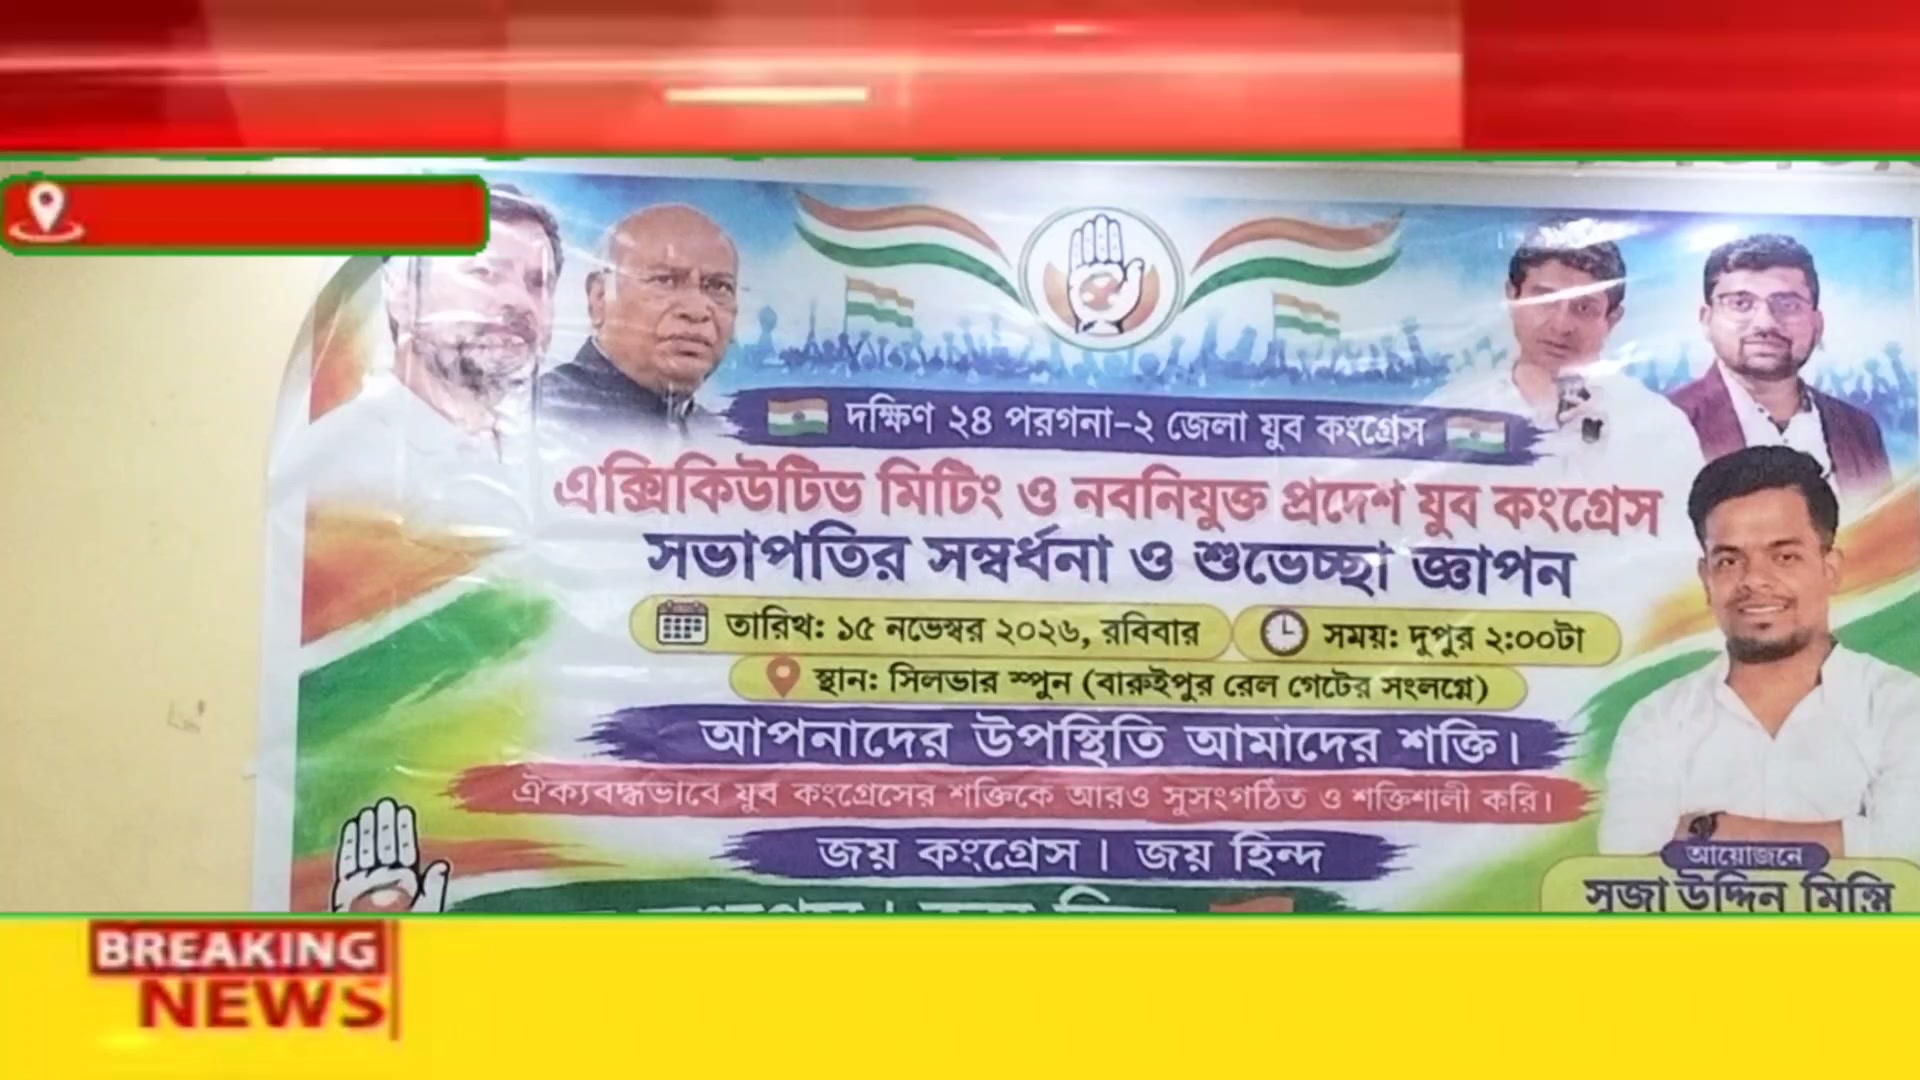 দক্ষিণ ২৪ পরগনা-২ জেলা যুব কংগ্রেস
এক্সিকিউটিভ মিটিং ও নবনিযুক্ত প্রদেশ যুব কংগ্রেস
সভাপতির সম্বর্ধনা ও শুভেচ্ছা জ্ঞাপন
তারিখ: ১৫ নভেম্বর ২০২৬, রবিবার
সময়: দুপুর ২:০০টা
স্থান: সিলভার স্পুন (বারুইপুর রেল গেটের সংলগ্নে)
আপনাদের উপস্থিতি আমাদের শক্তি।
ঐক্যবদ্ধভাবে যুব কংগ্রেসের শক্তিকে আরও সুসংগঠিত ও শক্তিশালী করি।
জয় কংগ্রেস। জয় হিন্দ
আয়োজনে
সুজা উদ্দিন মিস্ত্রি
BREAKING
NEWS